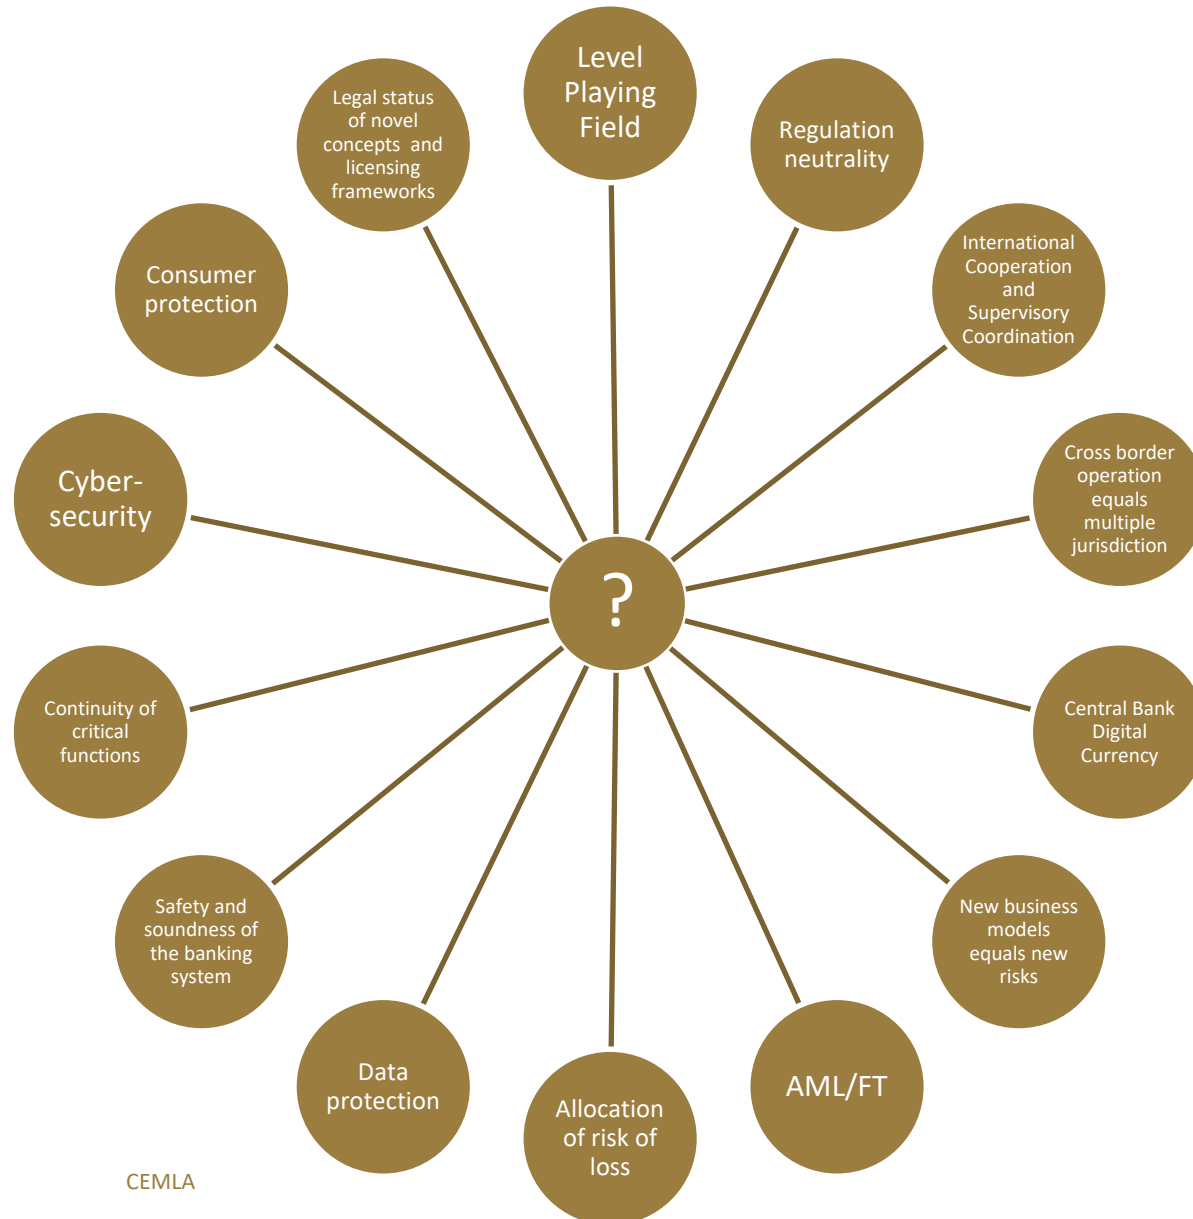 Level
Playing
Field
Regulation
neutrality
International
Cooperation
and
Supervisory
Coordination
Cross border
operation
equals
multiple
jurisdiction
Central Bank
Digital
Currency
New business
models
equals new
risks
AML/FT
Allocation
of risk of
loss
Data
protection
Safety and
soundness of
the banking
system
Continuity of
critical
functions
Cyber-
security
Consumer
protection
Legal status
of novel
concepts and
licensing
frameworks
?
CEMLA